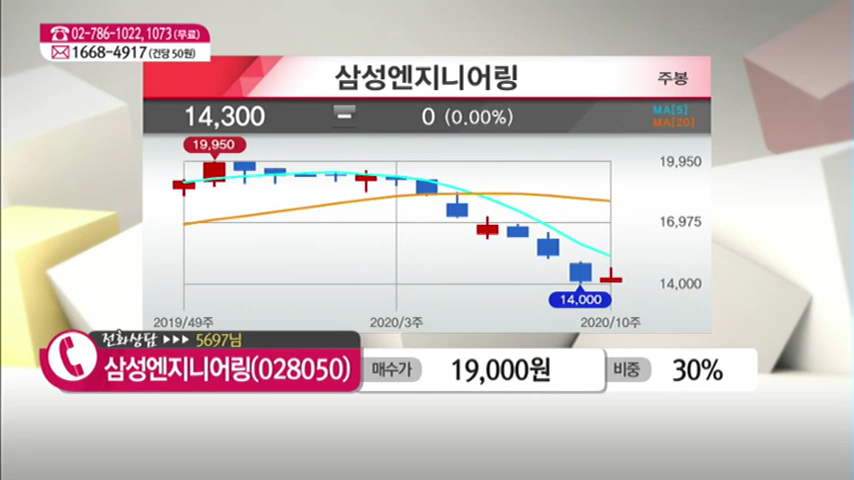 02-786-1022, 1073 (무료)
1668-4917 (건당 50원)
삼성엔지니어링
주봉
14,300
0 (0.00%)
MA[5]
MA[20]
19,950
19,950
16,975
14,000
14,000
2019/49주
2020/3주
2020/10주
전화상담 ▶▶▶ 5697님
삼성엔지니어링(028050)
매수가
19,000원
비중
30%